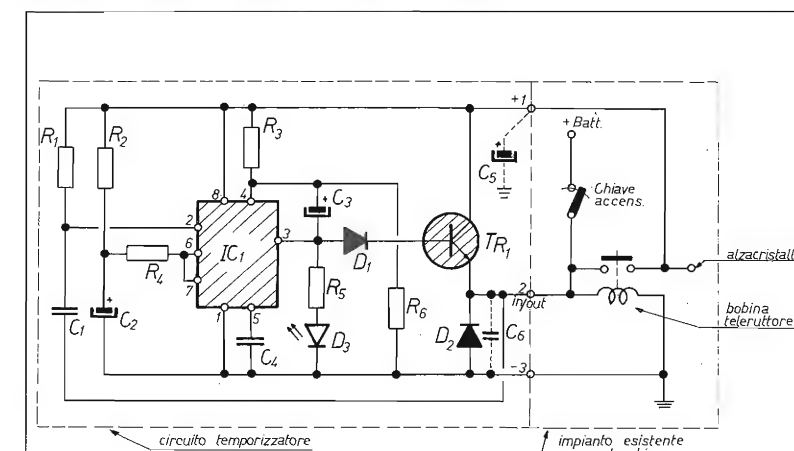 +1
+ Batt.
R1
R2
R3
+
C5
Chiave
accens.
8
4
+
C3
2
6
7
IC1
3
D1
TR1
R4
alzacristall
2
in/out
R5
R6
+
C1
C2
1
5
C4
D3
D2
C6
bobina
teleruttore
-3
circuito temporizzatore
impianto esistente